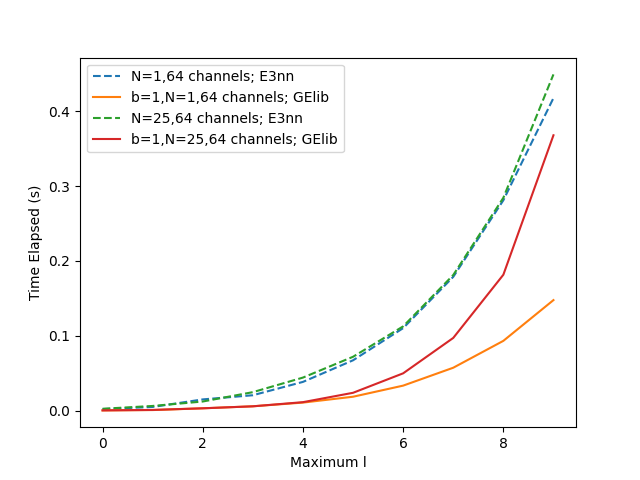 N=1,64 channels; E3nn
b=1,N=1,64 channels; GElib
N=25,64 channels; E3nn
b=1,N=25,64 channels; GElib
0.4
0.3
0.2
0.1
0.0
Time Elapsed (s)
0 2 4 6 8
Maximum l